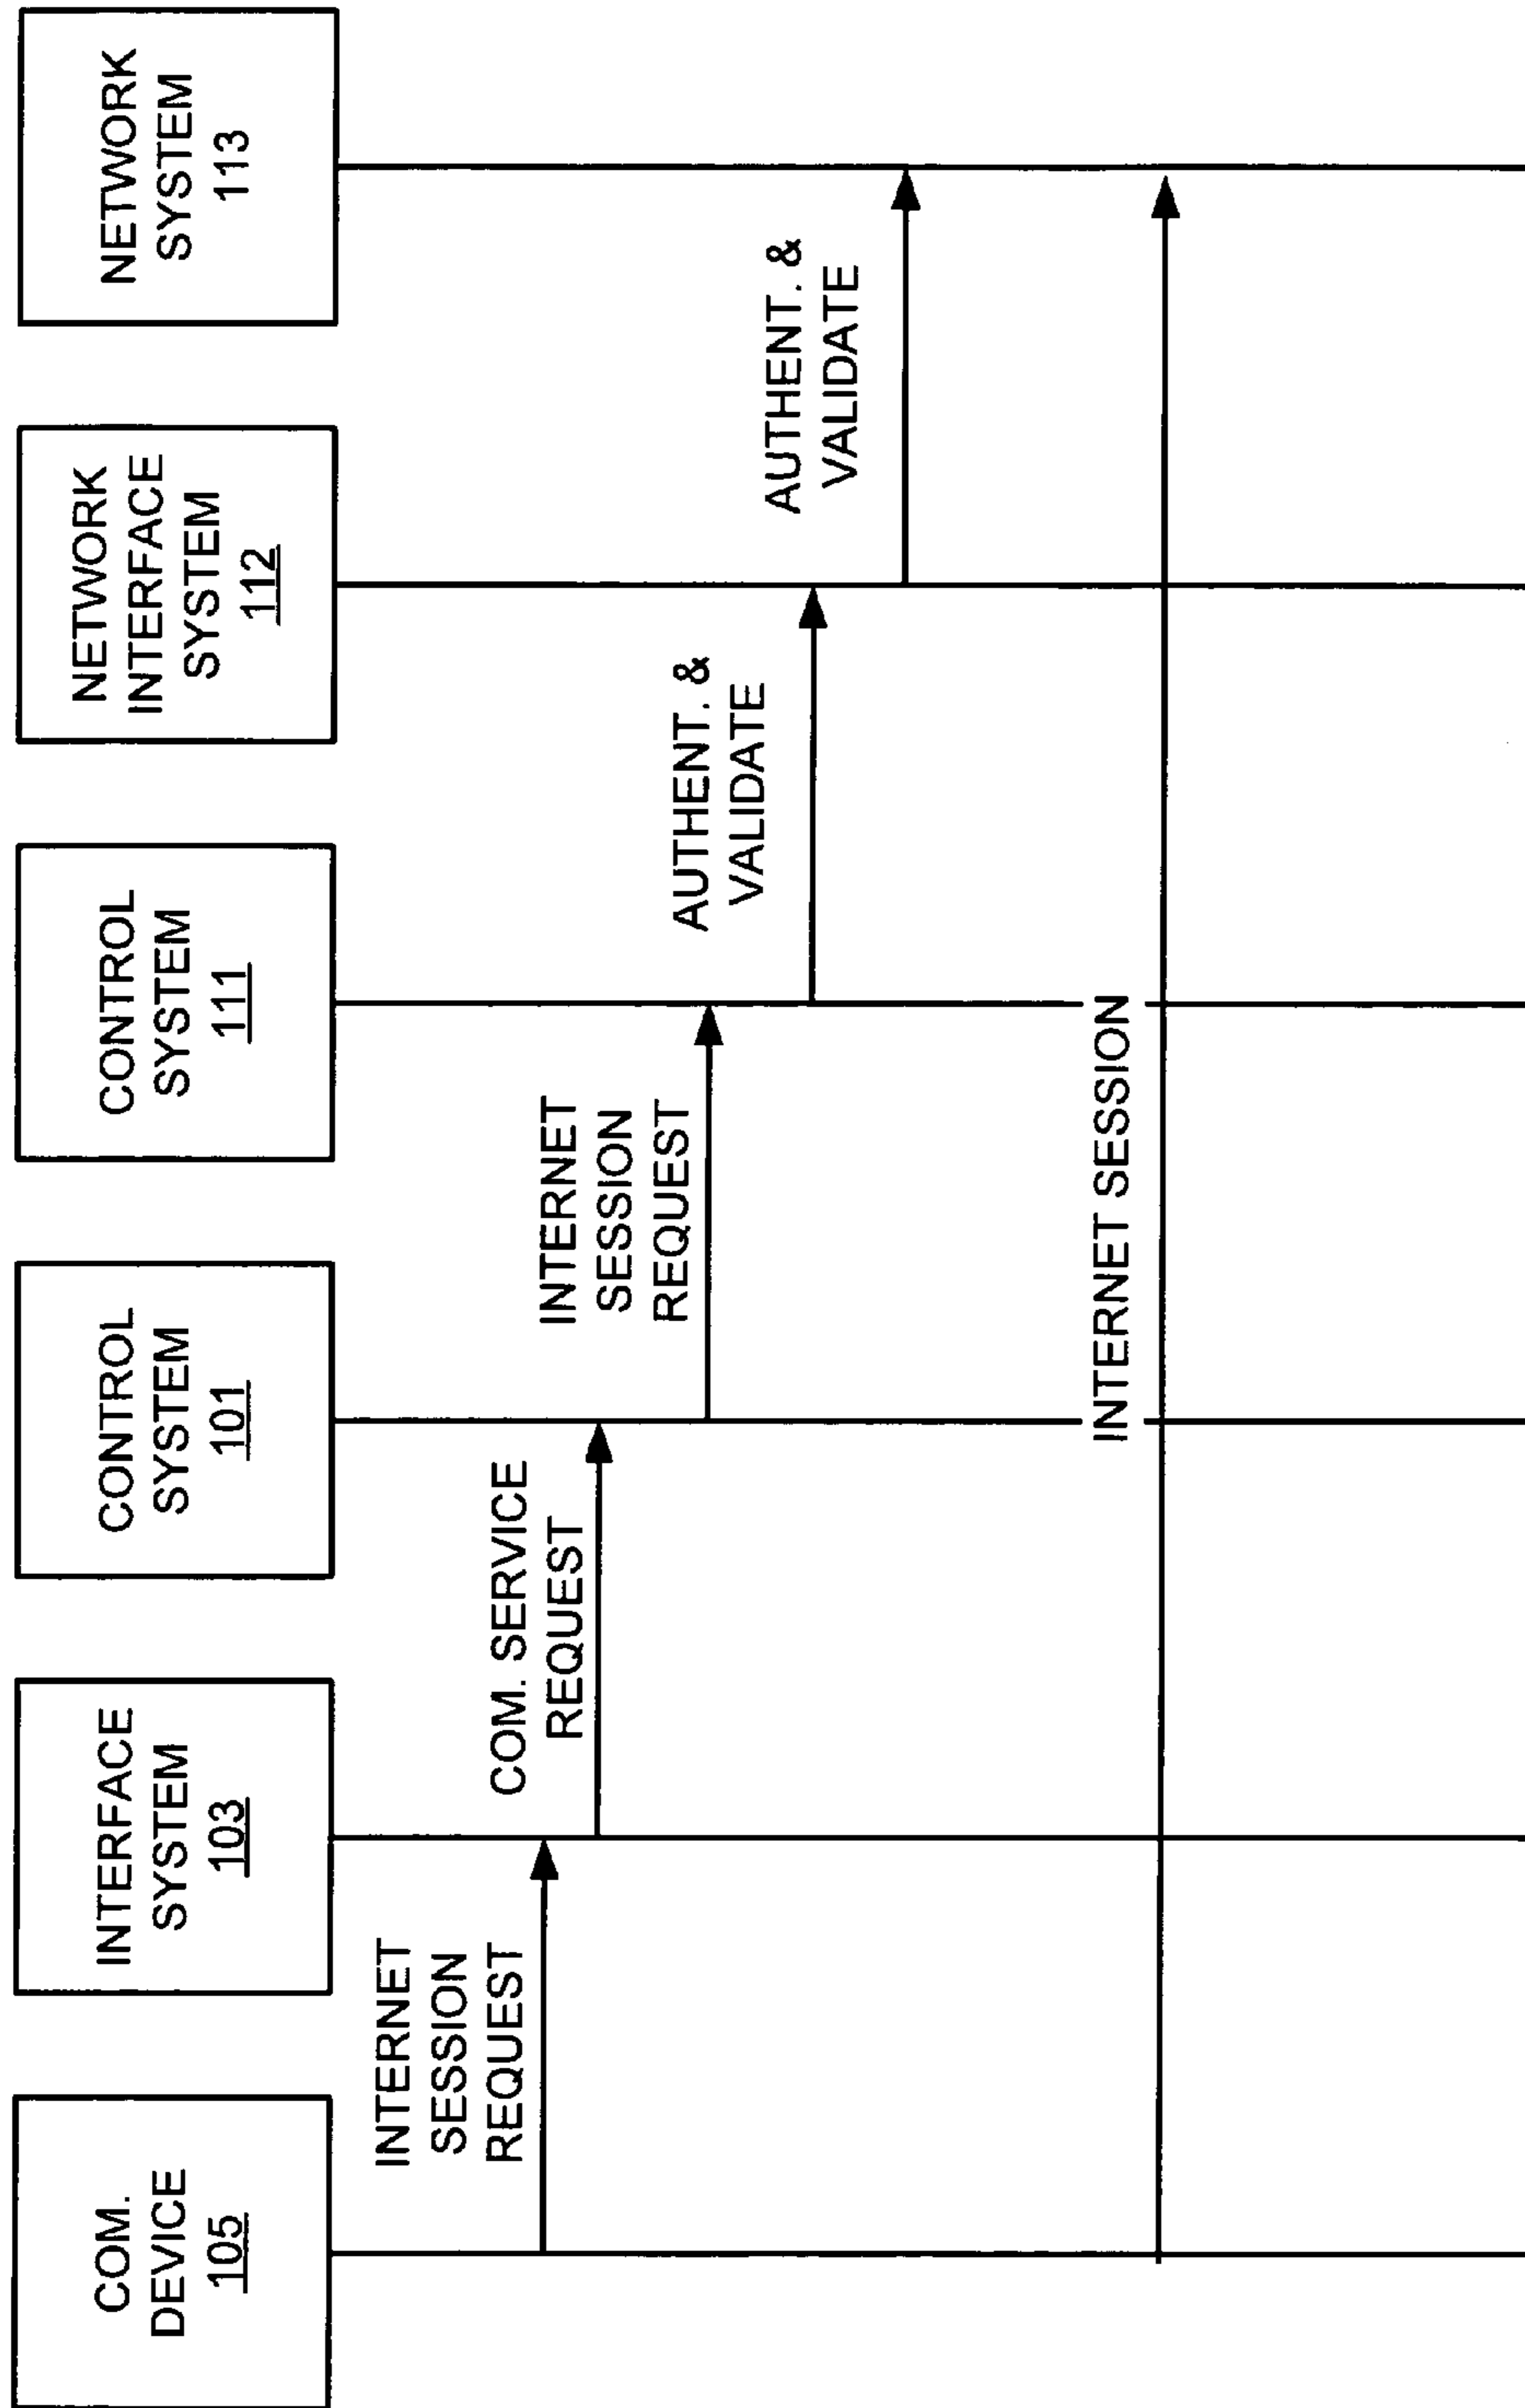 COM.
DEVICE
105
INTERFACE
SYSTEM
103
CONTROL
SYSTEM
101
CONTROL
SYSTEM
111
NETWORK
INTERFACE
SYSTEM
112
NETWORK
SYSTEM
113
INTERNET
SESSION
REQUEST
COM. SERVICE
REQUEST
INTERNET
SESSION
REQUEST
AUTHENT. &
VALIDATE
AUTHENT. &
VALIDATE
INTERNET SESSION